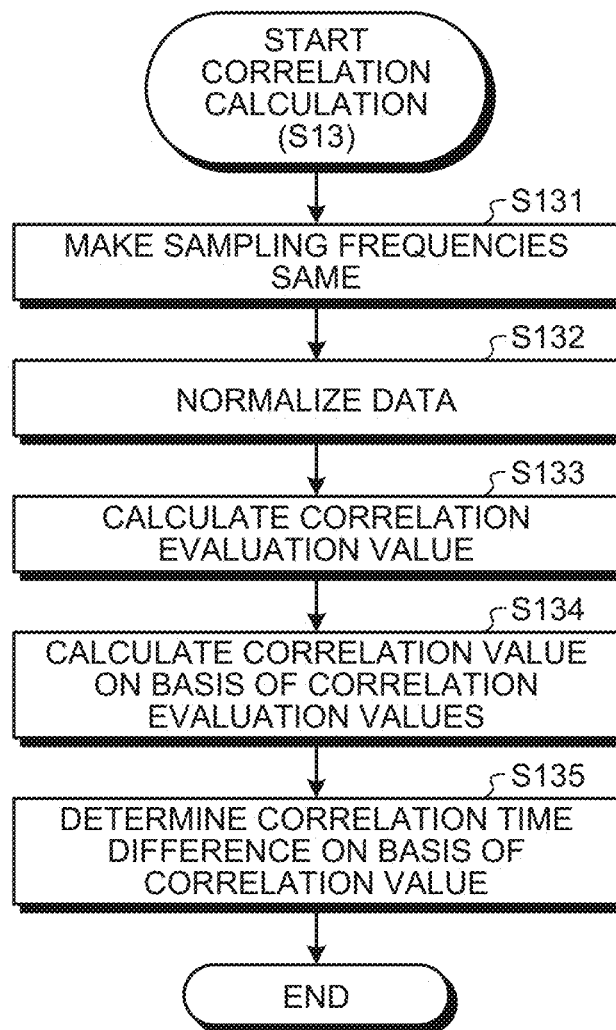 START
CORRELATION
CALCULATION
(S13)
S131
MAKE SAMPLING FREQUENCIES
SAME
S132
NORMALIZE DATA
S133
CALCULATE CORRELATION
EVALUATION VALUE
S134
CALCULATE CORRELATION VALUE
ON BASIS OF CORRELATION
EVALUATION VALUES
S135
DETERMINE CORRELATION TIME
DIFFERENCE ON BASIS OF
CORRELATION VALUE
END